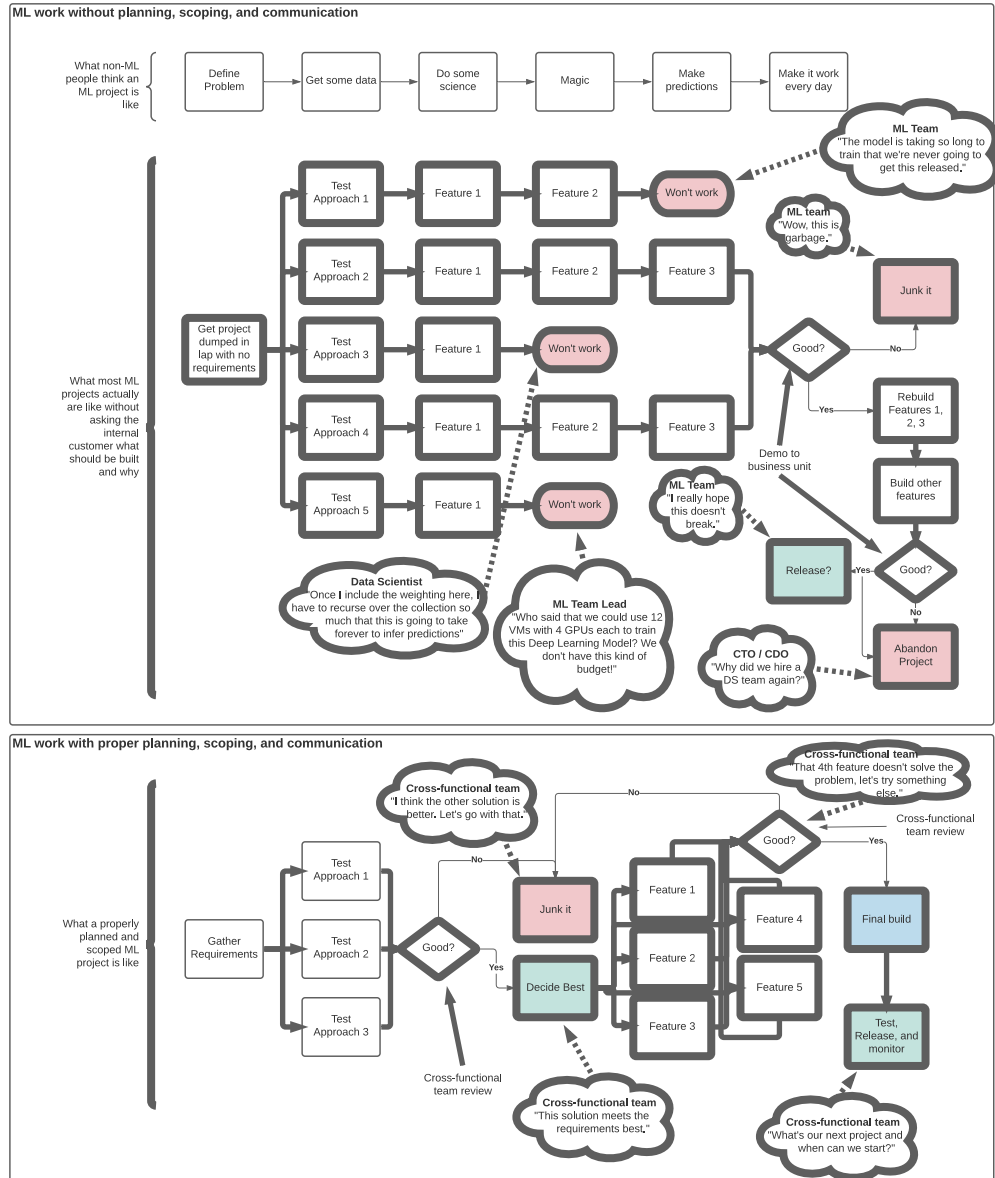 ML work without planning, scoping, and communication
What non-ML
people think an
ML project is
like
Define
Problem
Get some data
Do some
science
Magic
Make
predictions
Make it work
every day
ML Team
"The model is taking so long to
train that we're never going to
get this released."
What most ML
projects actually
are like without
asking the
internal
customer what
should be built
and why
Get project
dumped in
lap with no
requirements
Test
Approach 1
Feature 1
Feature 2
Won't work
ML team
"Wow, this is
garbage."
Test
Approach 2
Feature 1
Feature 2
Feature 3
Junk it
Test
Approach 3
Feature 1
Won't work
Good?
No
Yes
Rebuild
Features 1,
2, 3
Test
Approach 4
Feature 1
Feature 2
Feature 3
Demo to
business unit
Build other
features
Test
Approach 5
Feature 1
Won't work
ML Team
"I really hope
this doesn't
break."
Release?
Yes
Good?
No
Data Scientist
"Once I include the weighting here, I
have to recurse over the collection so
much that this is going to take
forever to infer predictions"
ML Team Lead
"Who said that we could use 12
VMs with 4 GPUs each to train
this Deep Learning Model? We
don't have this kind of
budget!"
CTO / CDO
"Why did we hire a
DS team again?"
Abandon
Project
ML work with proper planning, scoping, and communication
What a properly
planned and
scoped ML
project is like
Gather
Requirements
Test
Approach 1
Test
Approach 2
Test
Approach 3
Good?
No
Yes
Cross-functional
team review
Cross-functional team
"I think the other solution is
better. Let's go with that."
Junk it
Decide Best
Cross-functional team
"This solution meets the
requirements best."
Feature 1
Feature 2
Feature 3
Feature 4
Feature 5
No
Good?
Yes
Cross-functional team
"That 4th feature doesn't solve the
problem, let's try something
else."
Cross-functional
team review
Final build
Test,
Release, and
monitor
Cross-functional team
"What's our next project and
when can we start?"